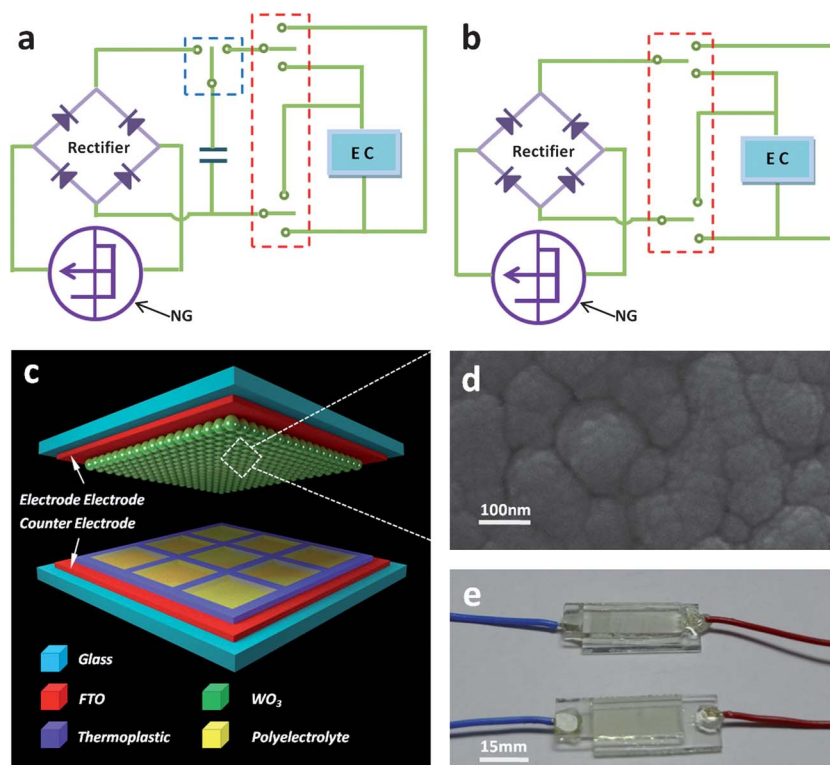 a
Rectifier
E C
NG
b
Rectifier
E C
NG
c
Electrode Electrode
Counter Electrode
Glass
FTO
WO₃
Thermoplastic
Polyelectrolyte
d
100nm
e
15mm